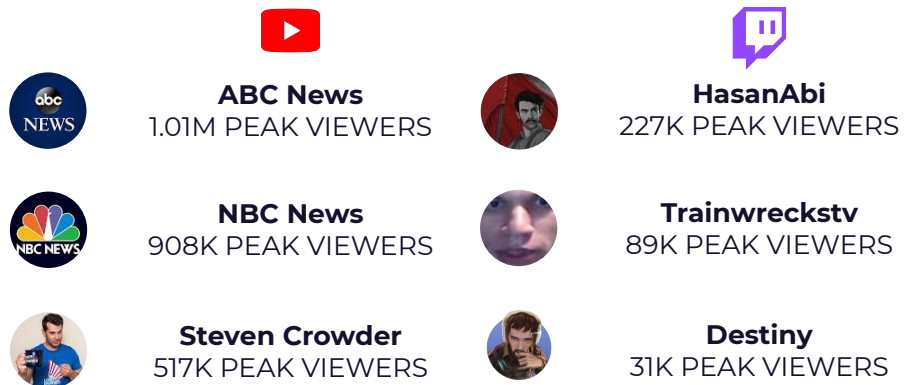 abc
NEWS
ABC News
1.01M PEAK VIEWERS
HasanAbi
227K PEAK VIEWERS
NBC NEWS
NBC News
908K PEAK VIEWERS
Trainwreckstv
89K PEAK VIEWERS
Steven Crowder
517K PEAK VIEWERS
Destiny
31K PEAK VIEWERS